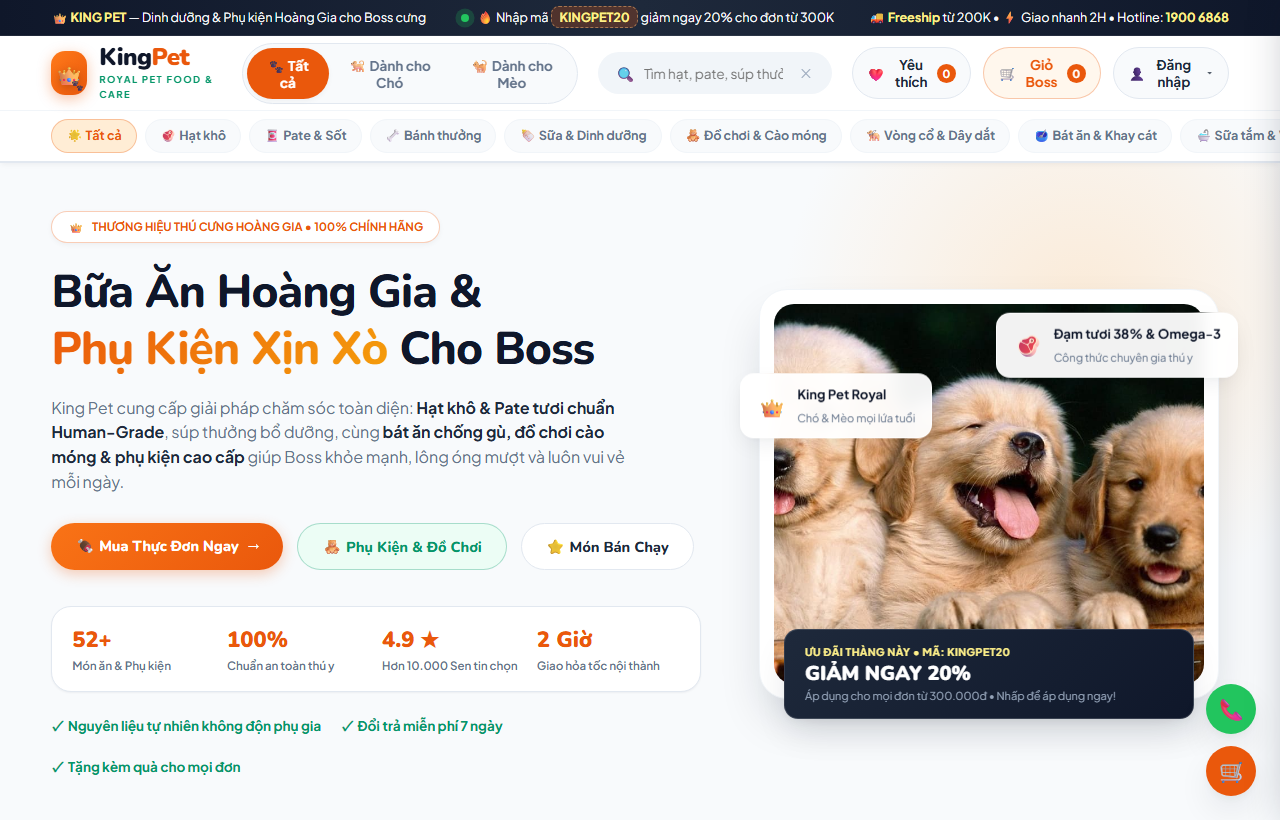 KING PET — Dinh dưỡng & Phụ kiện Hoàng Gia cho Boss cưng
Nhập mã KINGPET20 giảm ngay 20% cho đơn từ 300K
Freeship từ 200K • Giao nhanh 2H • Hotline: 1900 6868
KingPet
ROYAL PET FOOD &
CARE
Tất
cả
Dành cho
Chó
Dành cho
Mèo
Tìm hạt, pate, súp thưở
Yêu
thích
0
Giỏ
Boss
0
Đăng
nhập
Tất cả
Hạt khô
Pate & Sốt
Bánh thưởng
Sữa & Dinh dưỡng
Đồ chơi & Cào móng
Vòng cổ & Dây dắt
Bát ăn & Khay cát
Sữa tắm &
THƯƠNG HIỆU THÚ CƯNG HOÀNG GIA • 100% CHÍNH HÃNG
Bữa Ăn Hoàng Gia &
Phụ Kiện Xịn Xò Cho Boss
King Pet cung cấp giải pháp chăm sóc toàn diện: Hạt khô & Pate tươi chuẩn
Human-Grade, súp thưởng bổ dưỡng, cùng bát ăn chống gù, đồ chơi cào
móng & phụ kiện cao cấp giúp Boss khỏe mạnh, lông óng mượt và luôn vui vẻ
mỗi ngày.
Mua Thực Đơn Ngay →
Phụ Kiện & Đồ Chơi
Món Bán Chạy
52+
Món ăn & Phụ kiện
100%
Chuẩn an toàn thú y
4.9 ★
Hơn 10.000 Sen tin chọn
2 Giờ
Giao hỏa tốc nội thành
✓ Nguyên liệu tự nhiên không độn phụ gia
✓ Đổi trả miễn phí 7 ngày
✓ Tặng kèm quà cho mọi đơn
Đạm tươi 38% & Omega-3
Công thức chuyên gia thú y
King Pet Royal
Chó & Mèo mọi lứa tuổi
ƯU ĐÃI THÁNG NÀY • MÃ: KINGPET20
GIẢM NGAY 20%
Áp dụng cho mọi đơn từ 300.000đ • Nhấp để áp dụng ngay!